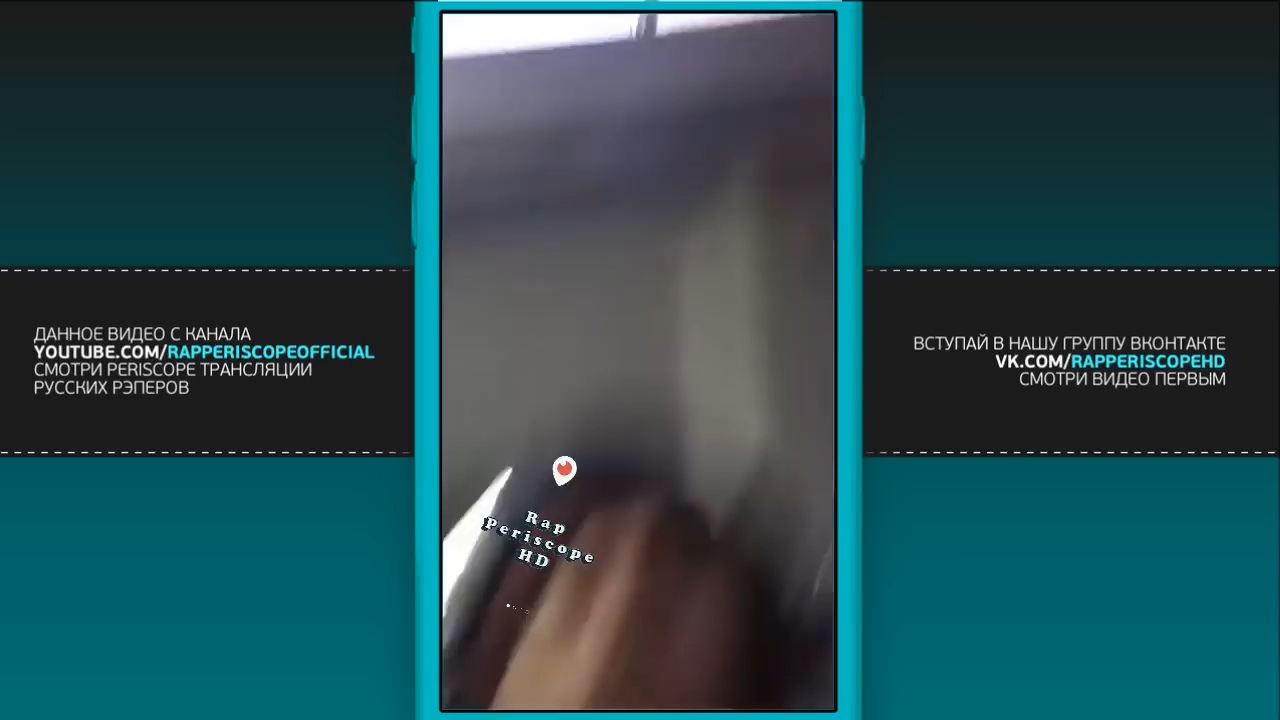 ДАННОЕ ВИДЕО С КАНАЛА
YOUTUBE.COM/RAPPERISCOPEOFFICIAL
СМОТРИ PERISCOPE ТРАНСЛЯЦИИ
РУССКИХ РЭПЕРОВ
ВСТУПАЙ В НАШУ ГРУППУ ВКОНТАКТЕ
VK.COM/RAPPERISCOPEHD
СМОТРИ ВИДЕО ПЕРВЫМ
Rap
Periscope
HD